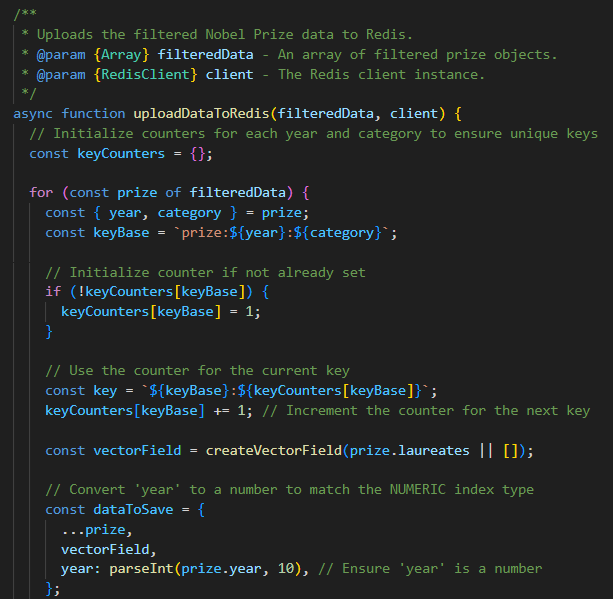 /**
 * Uploads the filtered Nobel Prize data to Redis.
 * @param {Array} filteredData - An array of filtered prize objects.
 * @param {RedisClient} client - The Redis client instance.
 */
async function uploadDataToRedis(filteredData, client) {
  // Initialize counters for each year and category to ensure unique keys
  const keyCounters = {};

  for (const prize of filteredData) {
    const { year, category } = prize;
    const keyBase = `prize:${year}:${category}`;

    // Initialize counter if not already set
    if (!keyCounters[keyBase]) {
      keyCounters[keyBase] = 1;
    }

    // Use the counter for the current key
    const key = `${keyBase}:${keyCounters[keyBase]}`;
    keyCounters[keyBase] += 1; // Increment the counter for the next key

    const vectorField = createVectorField(prize.laureates || []);

    // Convert 'year' to a number to match the NUMERIC index type
    const dataToSave = {
      ...prize,
      vectorField,
      year: parseInt(prize.year, 10), // Ensure 'year' is a number
    };